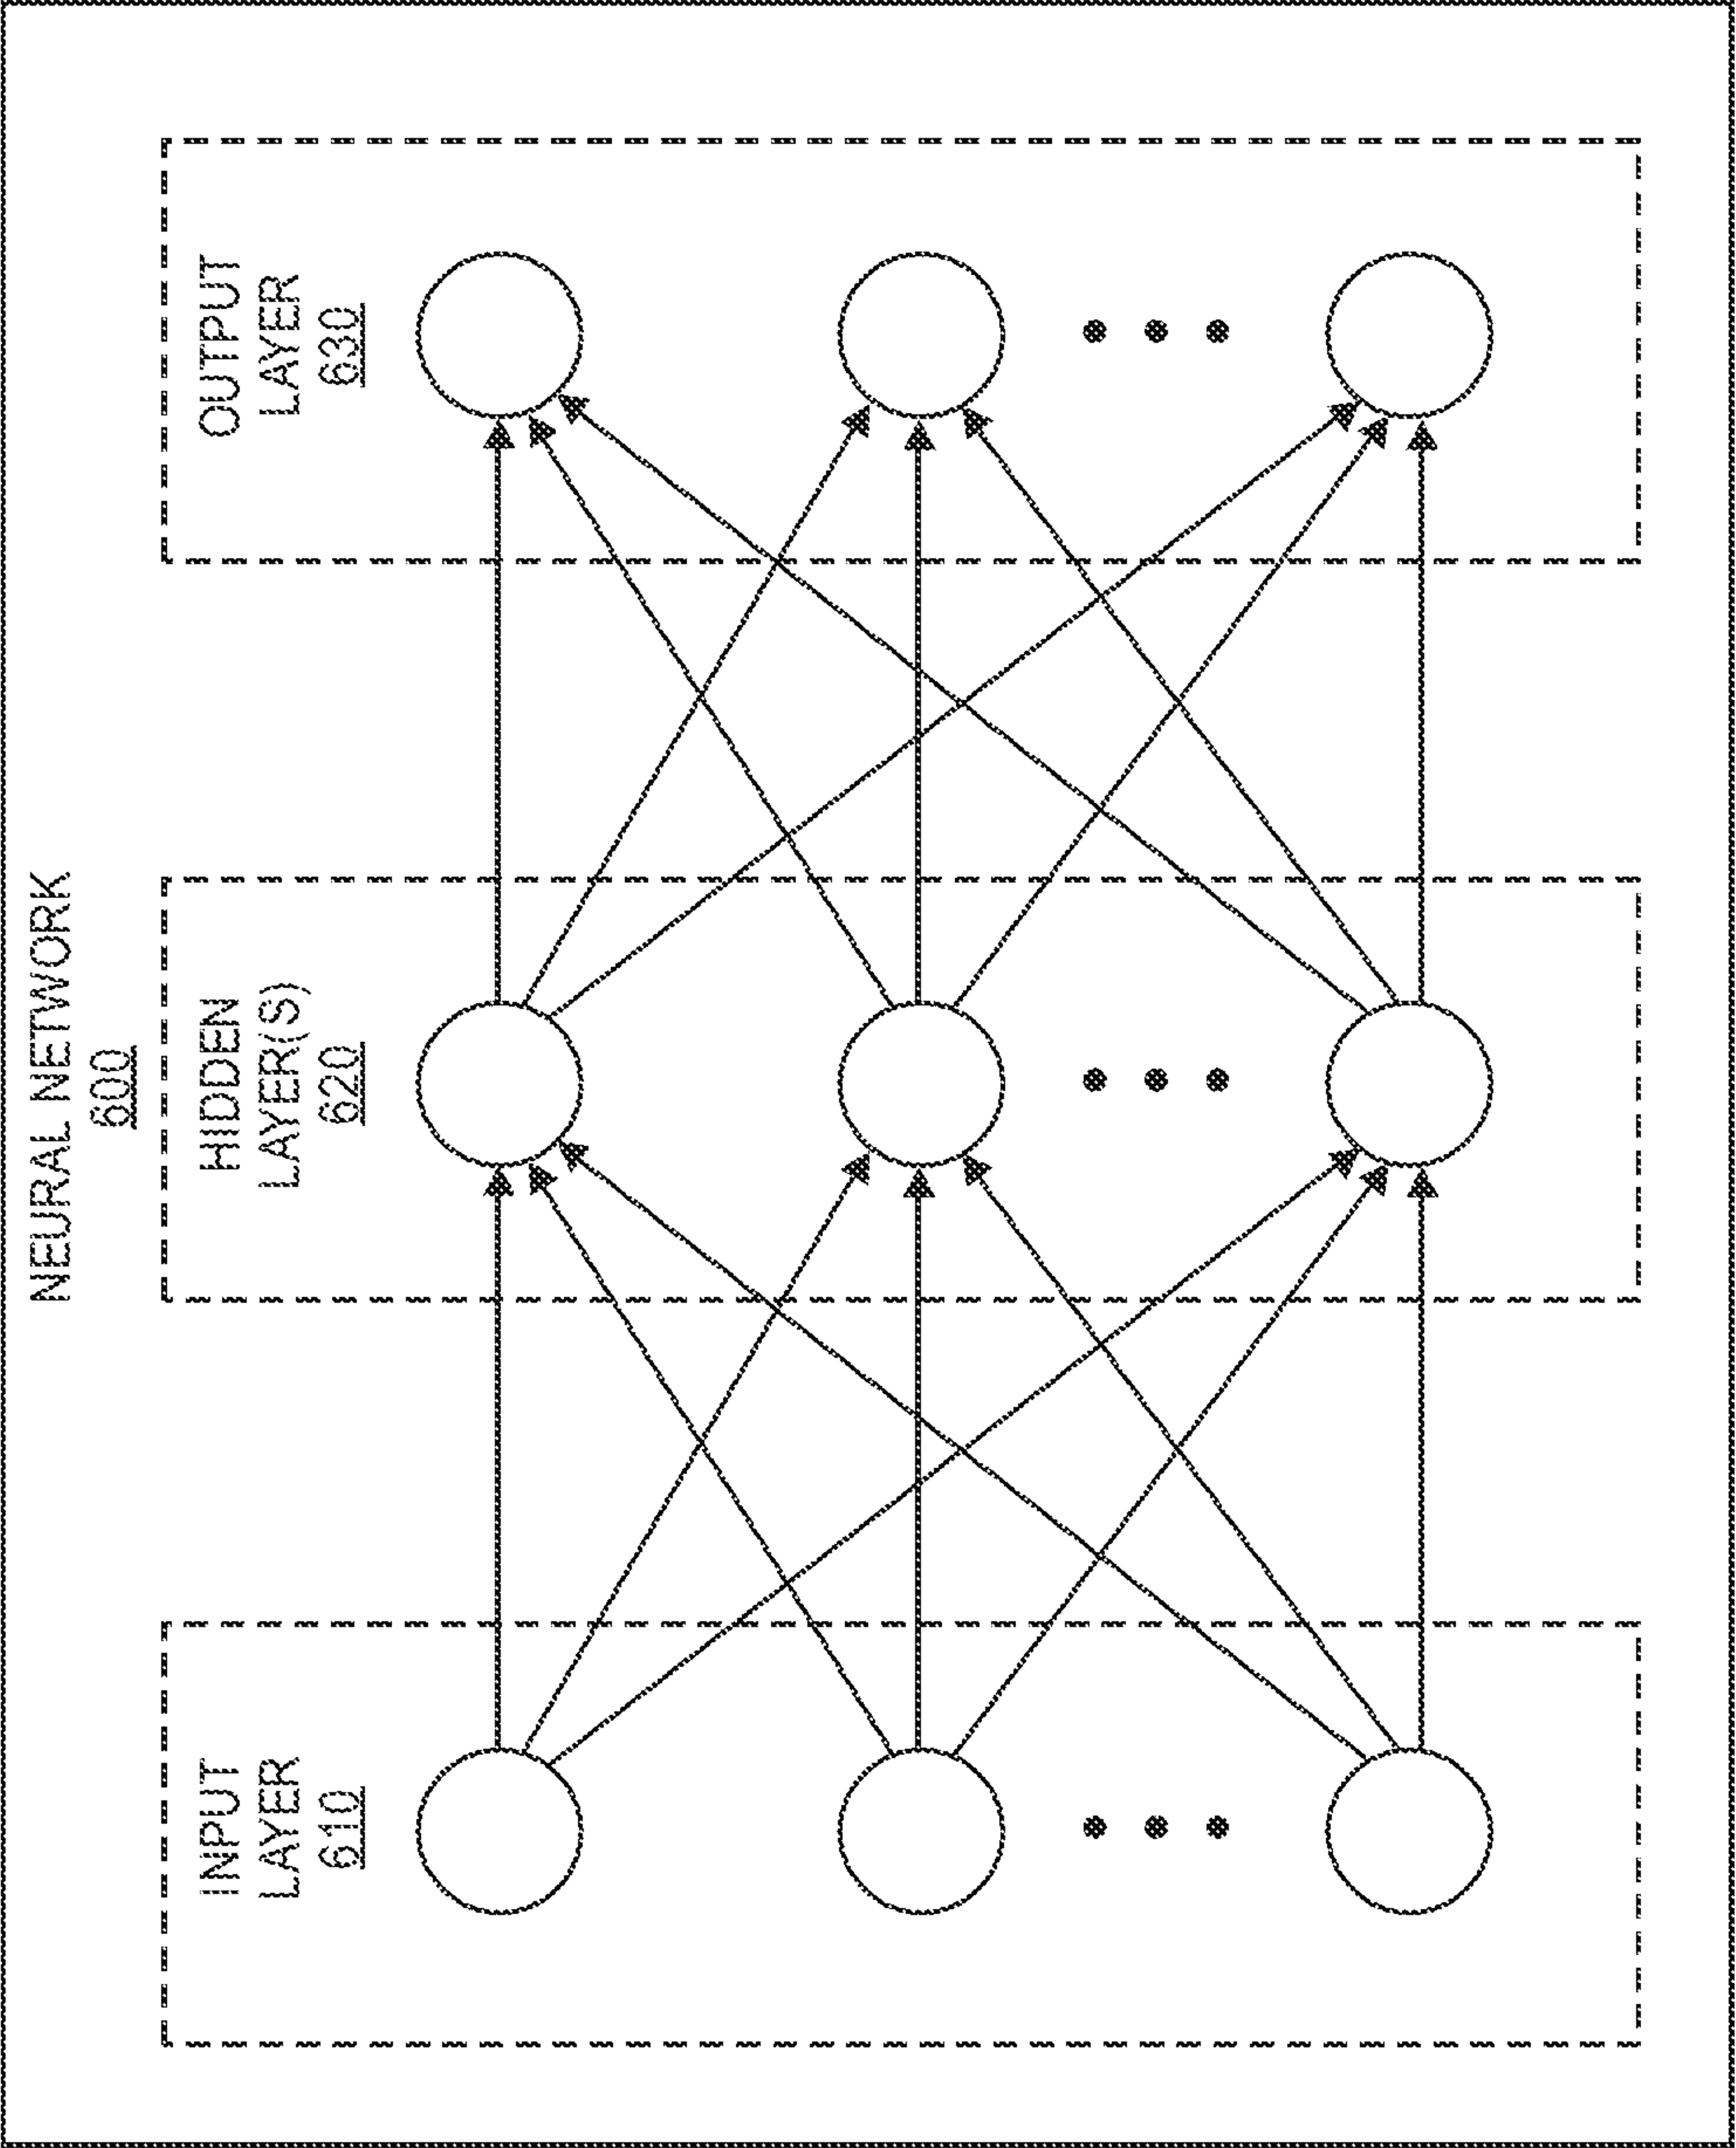 NEURAL NETWORK
600
INPUT
LAYER
610
HIDDEN
LAYER(S)
620
OUTPUT
LAYER
630